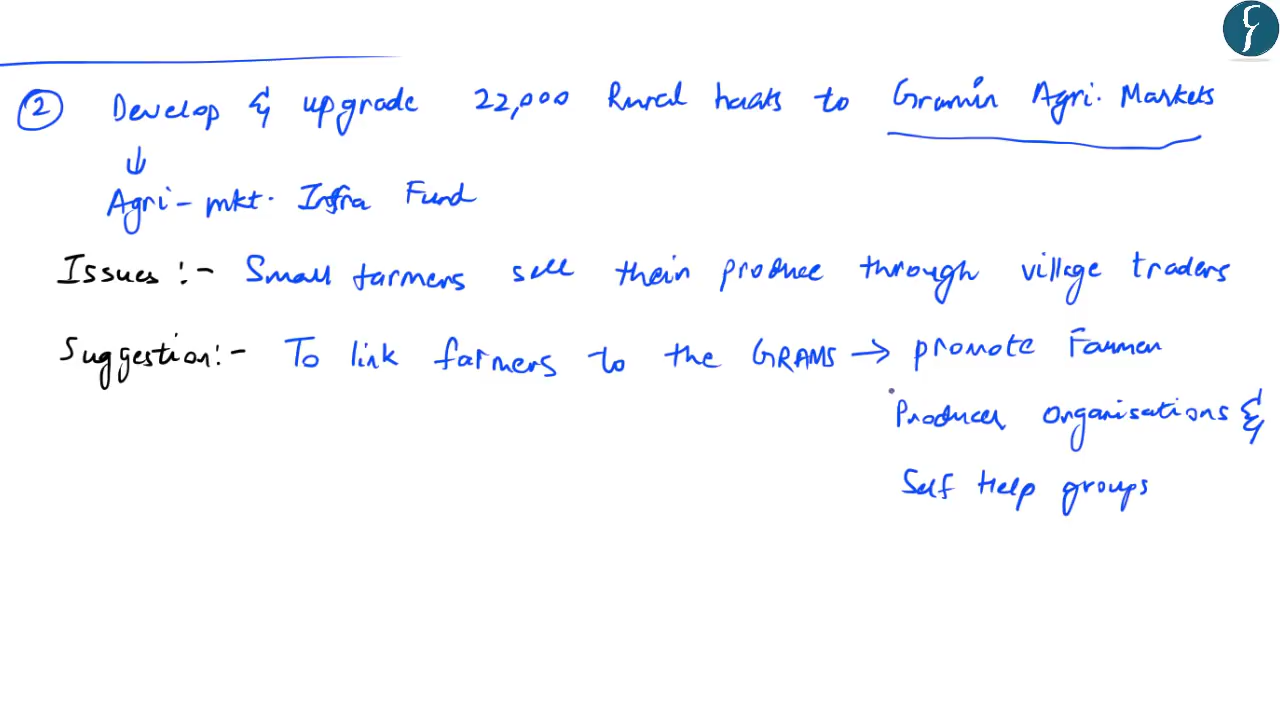 2 Develop & upgrade 22,000 Rural haats to Gramin Agri. Markets
↓
Agri-mkt. Infra Fund
Issues :- Small farmers sell their produce through village traders
Suggestion :- To link farmers to the GRAMS → promote Farmer
Producer organisations &
Self Help groups